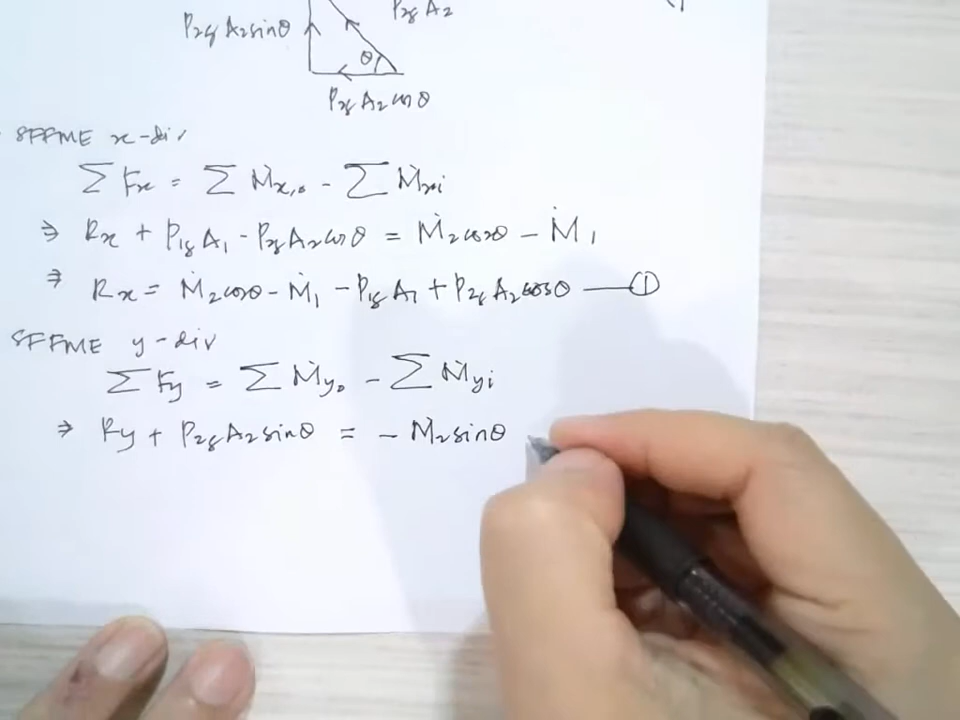 P2g A2
P2g A2 sinθ
θ
P2g A2 cosθ
SFFME x-dir
∑ Fx = ∑ Ṁx,o - ∑ Ṁxi
⇒ Rx + P1g A1 - P2g A2 cosθ = Ṁ2 cosθ - Ṁ1
⇒ Rx = Ṁ2 cosθ - Ṁ1 - P1g A1 + P2g A2 cosθ —— ①
SFFME y-dir
∑ Fy = ∑ Ṁyo - ∑ Ṁyi
⇒ Ry + P2g A2 sinθ = - Ṁ2 sinθ